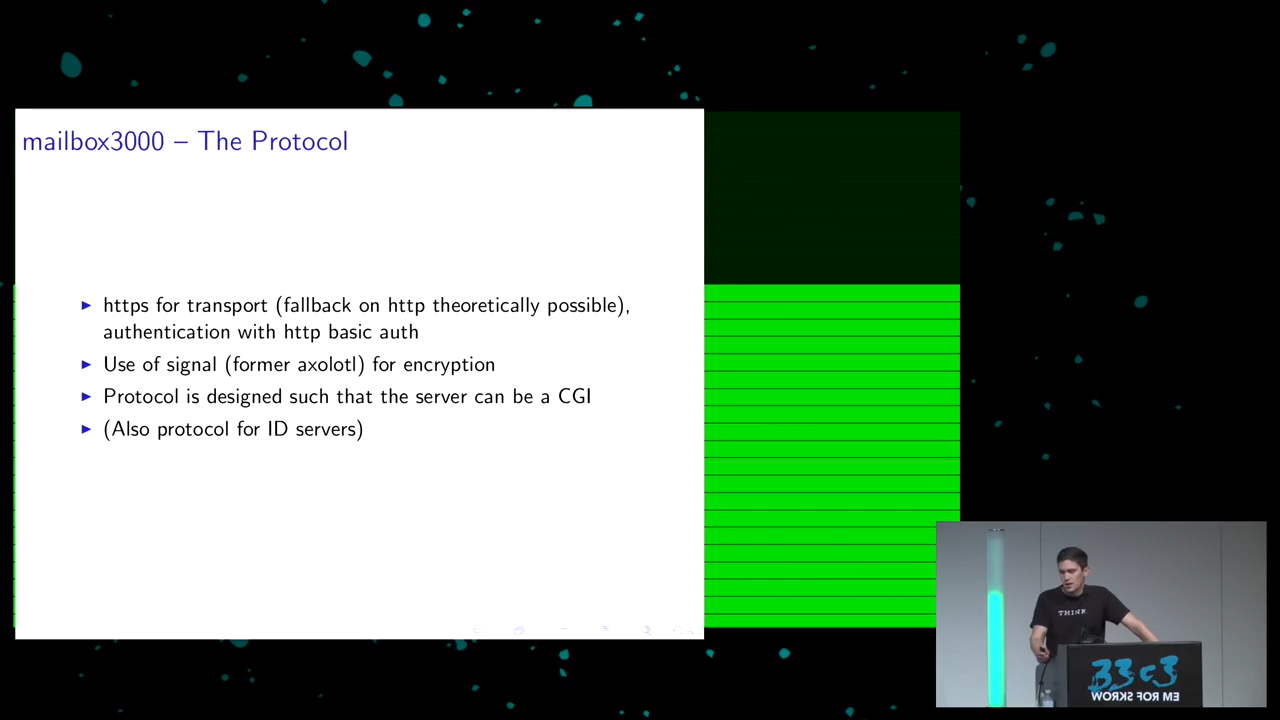 mailbox3000 – The Protocol
▶ https for transport (fallback on http theoretically possible),
authentication with http basic auth
▶ Use of signal (former axolotl) for encryption
▶ Protocol is designed such that the server can be a CGI
▶ (Also protocol for ID servers)
THINK
33c3
WORKS FOR ME